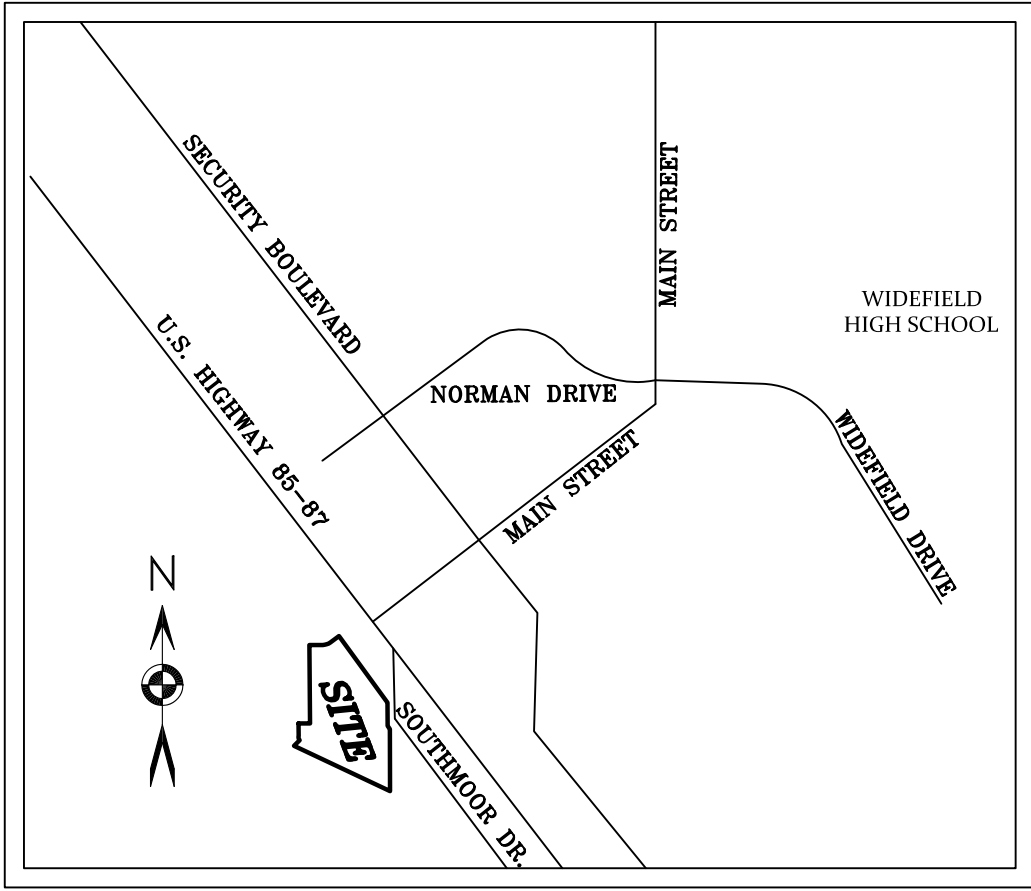 SECURITY BOULEVARD
MAIN STREET
WIDEFIELD
HIGH SCHOOL
U.S. HIGHWAY 85-87
NORMAN DRIVE
MAIN STREET
WIDEFIELD DRIVE
N
SITE
SOUTHMOOR DR.